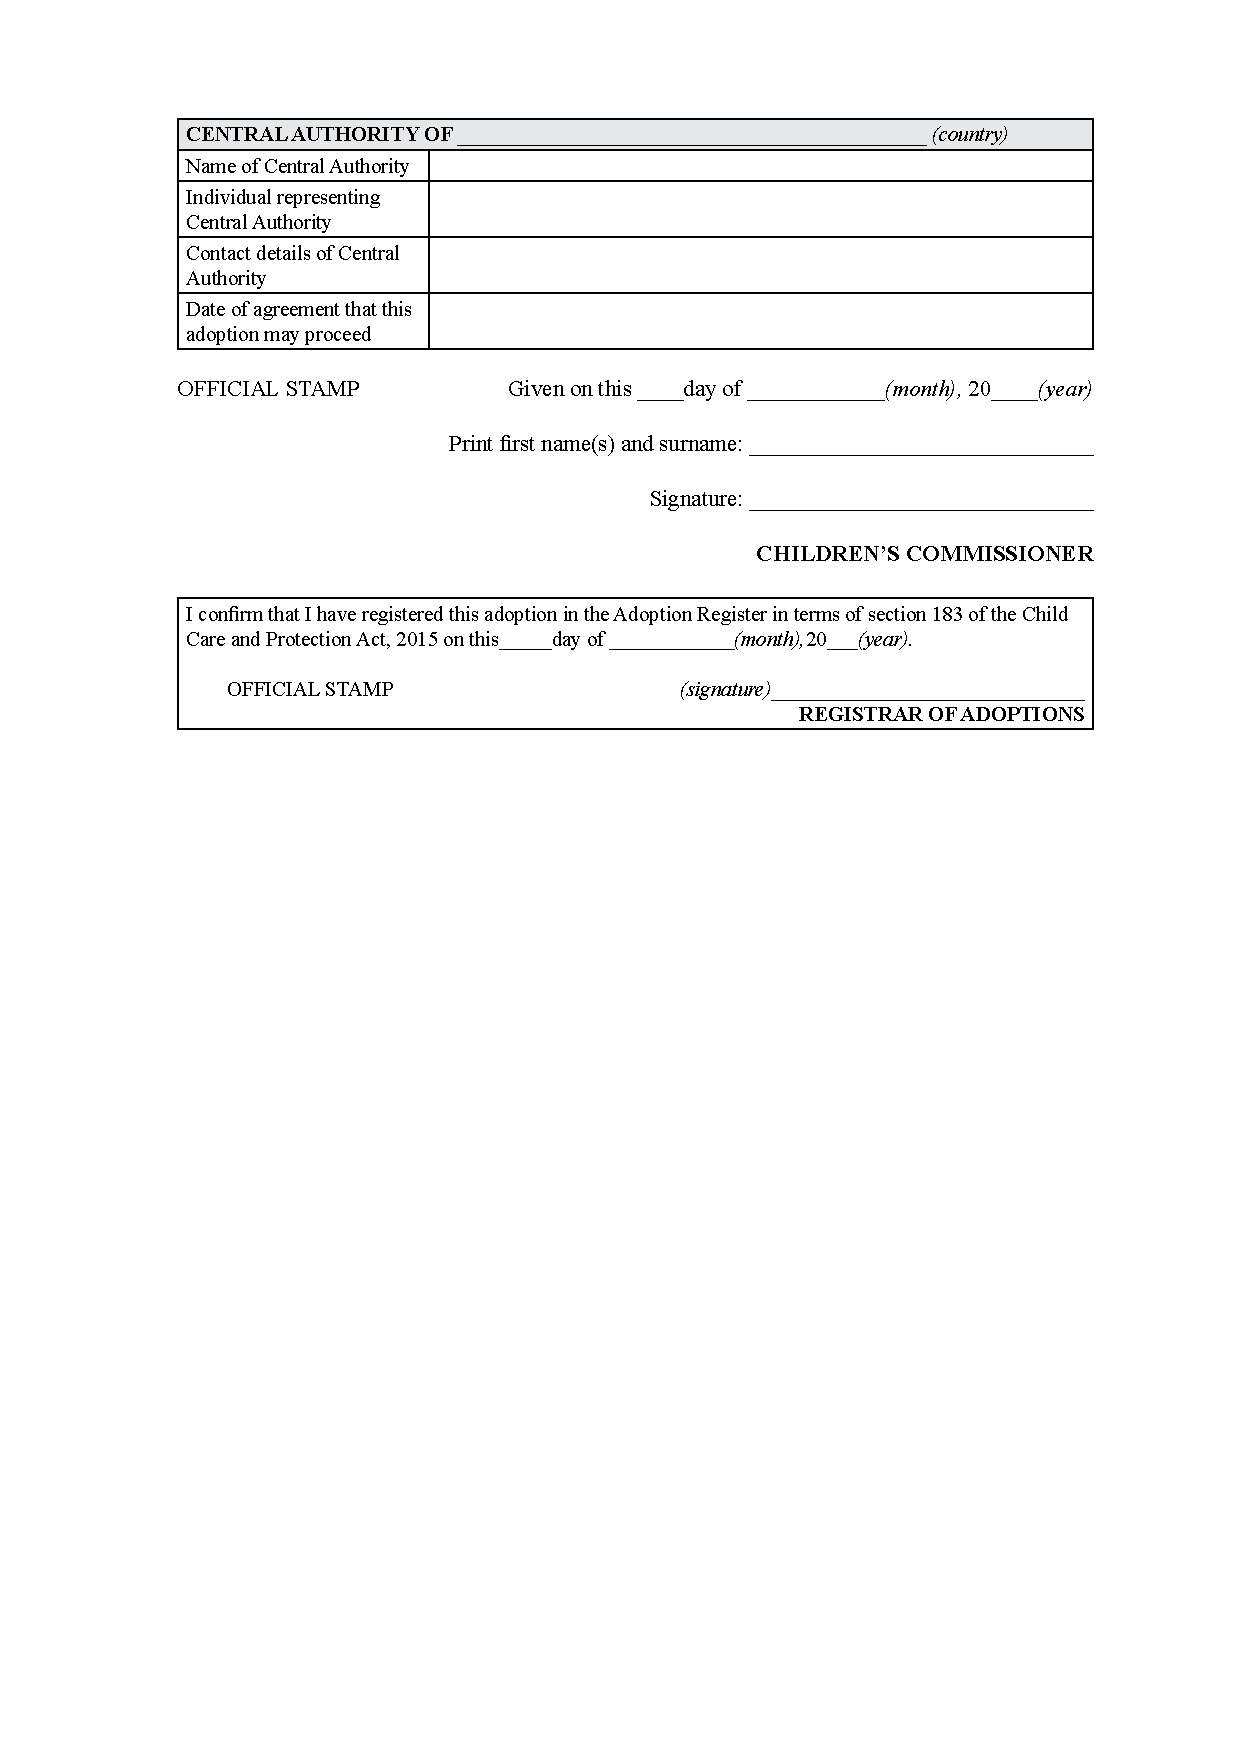 CENTRAL AUTHORITY OF _____________________________________________ (country)
Name of Central Authority
Individual representing
Central Authority
Contact details of Central
Authority
Date of agreement that this
adoption may proceed
OFFICIAL STAMP Given on this ____day of ____________(month), 20____(year)
Print first name(s) and surname: ______________________________
Signature: ______________________________
CHILDREN’S COMMISSIONER
I confirm that I have registered this adoption in the Adoption Register in terms of section 183 of the Child
Care and Protection Act, 2015 on this_____day of ____________(month),20___(year).
OFFICIAL STAMP (signature)______________________________
REGISTRAR OF ADOPTIONS